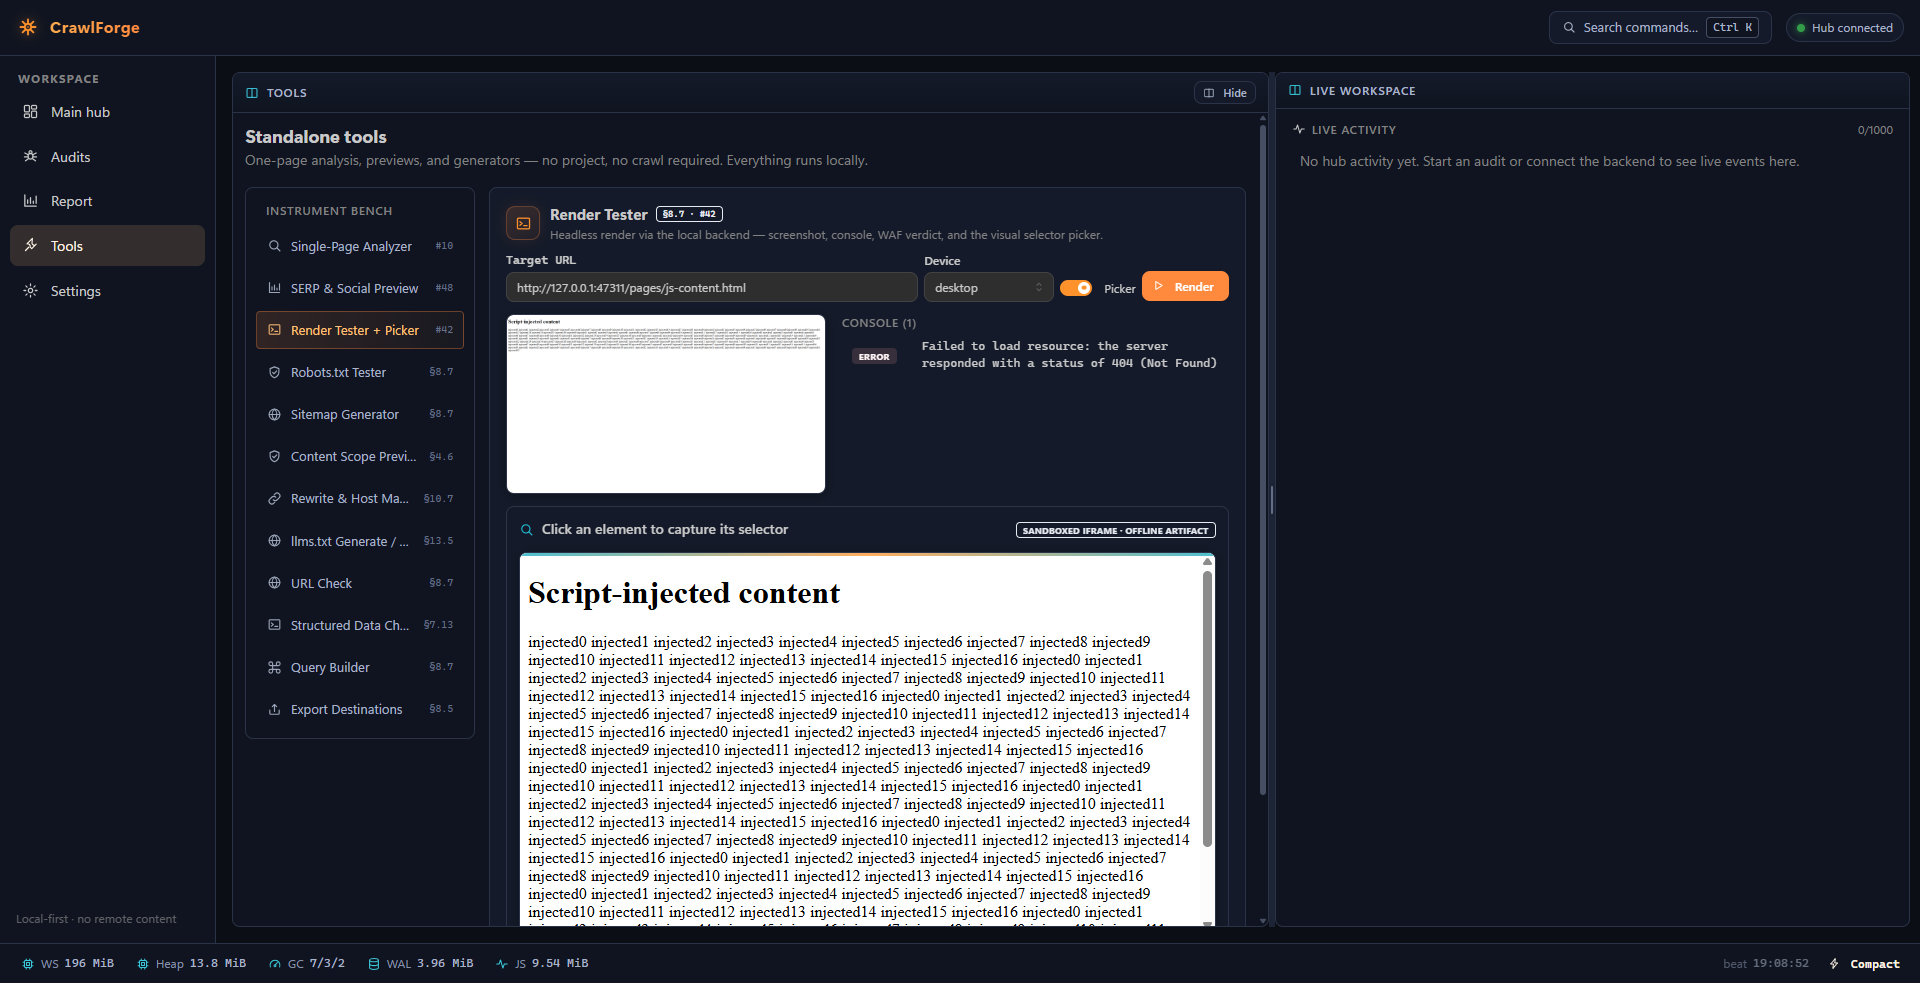 CrawlForge
Search commands... Ctrl K
Hub connected
WORKSPACE
Main hub
Audits
Report
Tools
Settings
Local-first · no remote content
TOOLS
Hide
Standalone tools
One-page analysis, previews, and generators — no project, no crawl required. Everything runs locally.
INSTRUMENT BENCH
Single-Page Analyzer #10
SERP & Social Preview #48
Render Tester + Picker #42
Robots.txt Tester §8.7
Sitemap Generator §8.7
Content Scope Previ... §4.6
Rewrite & Host Ma... §10.7
llms.txt Generate / ... §13.5
URL Check §8.7
Structured Data Ch... §7.13
Query Builder §8.7
Export Destinations §8.5
Render Tester §8.7 · #42
Headless render via the local backend — screenshot, console, WAF verdict, and the visual selector picker.
Target URL
Device
http://127.0.0.1:47311/pages/js-content.html
desktop
Picker
Render
Script-injected content
CONSOLE (1)
ERROR
Failed to load resource: the server
responded with a status of 404 (Not Found)
Click an element to capture its selector
SANDBOXED IFRAME · OFFLINE ARTIFACT
Script-injected content
injected0 injected1 injected2 injected3 injected4 injected5 injected6 injected7 injected8 injected9
injected10 injected11 injected12 injected13 injected14 injected15 injected16 injected0 injected1
injected2 injected3 injected4 injected5 injected6 injected7 injected8 injected9 injected10 injected11
injected12 injected13 injected14 injected15 injected16 injected0 injected1 injected2 injected3 injected4
injected5 injected6 injected7 injected8 injected9 injected10 injected11 injected12 injected13 injected14
injected15 injected16 injected0 injected1 injected2 injected3 injected4 injected5 injected6 injected7
injected8 injected9 injected10 injected11 injected12 injected13 injected14 injected15 injected16
injected0 injected1 injected2 injected3 injected4 injected5 injected6 injected7 injected8 injected9
injected10 injected11 injected12 injected13 injected14 injected15 injected16 injected0 injected1
injected2 injected3 injected4 injected5 injected6 injected7 injected8 injected9 injected10 injected11
injected12 injected13 injected14 injected15 injected16 injected0 injected1 injected2 injected3 injected4
injected5 injected6 injected7 injected8 injected9 injected10 injected11 injected12 injected13 injected14
injected15 injected16 injected0 injected1 injected2 injected3 injected4 injected5 injected6 injected7
injected8 injected9 injected10 injected11 injected12 injected13 injected14 injected15 injected16
injected0 injected1 injected2 injected3 injected4 injected5 injected6 injected7 injected8 injected9
injected10 injected11 injected12 injected13 injected14 injected15 injected16 injected0 injected1
LIVE WORKSPACE
LIVE ACTIVITY
0/1000
No hub activity yet. Start an audit or connect the backend to see live events here.
WS 196 MiB
Heap 13.8 MiB
GC 7/3/2
WAL 3.96 MiB
JS 9.54 MiB
beat 19:08:52
Compact